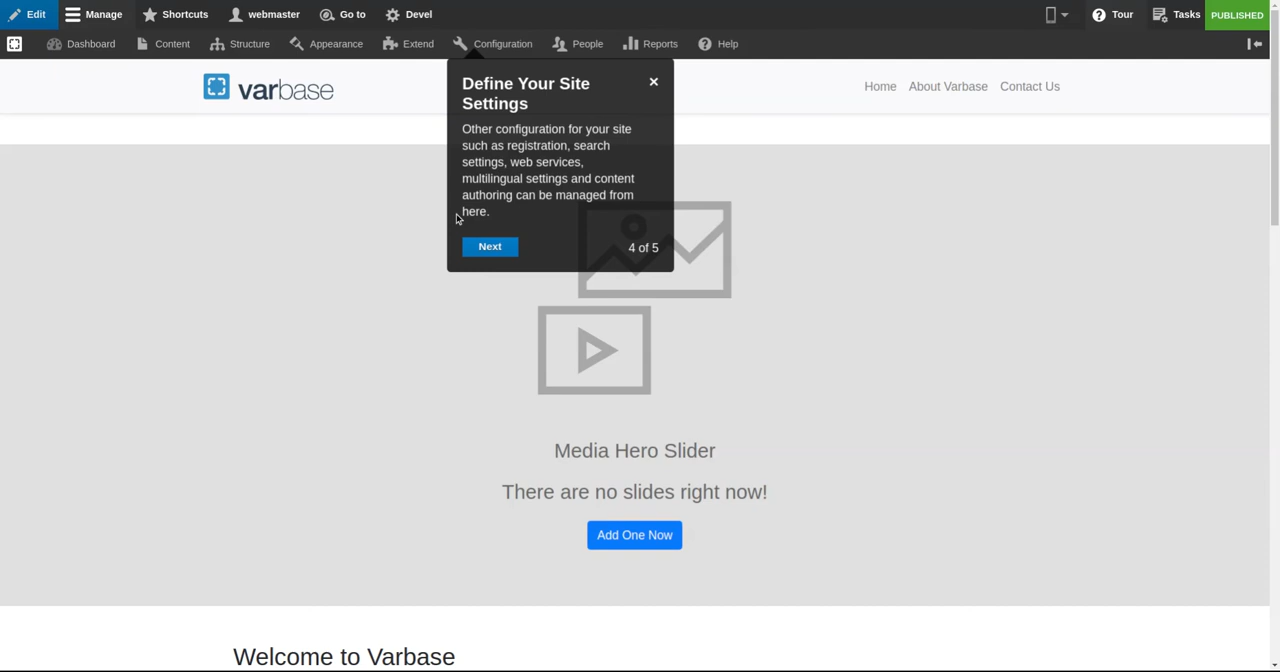 Edit Manage Shortcuts webmaster Go to Devel Tour Tasks PUBLISHED
Dashboard Content Structure Appearance Extend Configuration People Reports Help
varbase
Home About Varbase Contact Us
Define Your Site
Settings
Other configuration for your site
such as registration, search
settings, web services,
multilingual settings and content
authoring can be managed from
here.
Next 4 of 5
Media Hero Slider
There are no slides right now!
Add One Now
Welcome to Varbase